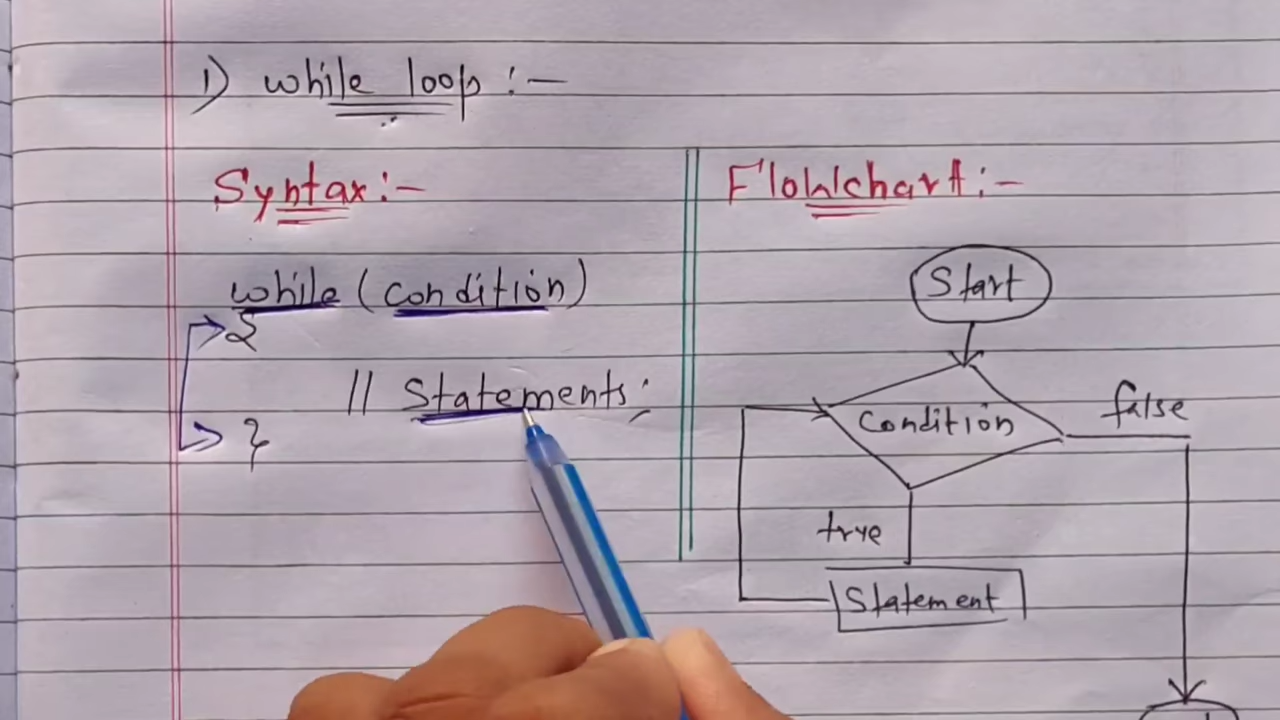 1) while loop :-
Syntax :-
while (condition)
{
// Statements;
}
Flowchart :-
Start
Condition
false
true
Statement